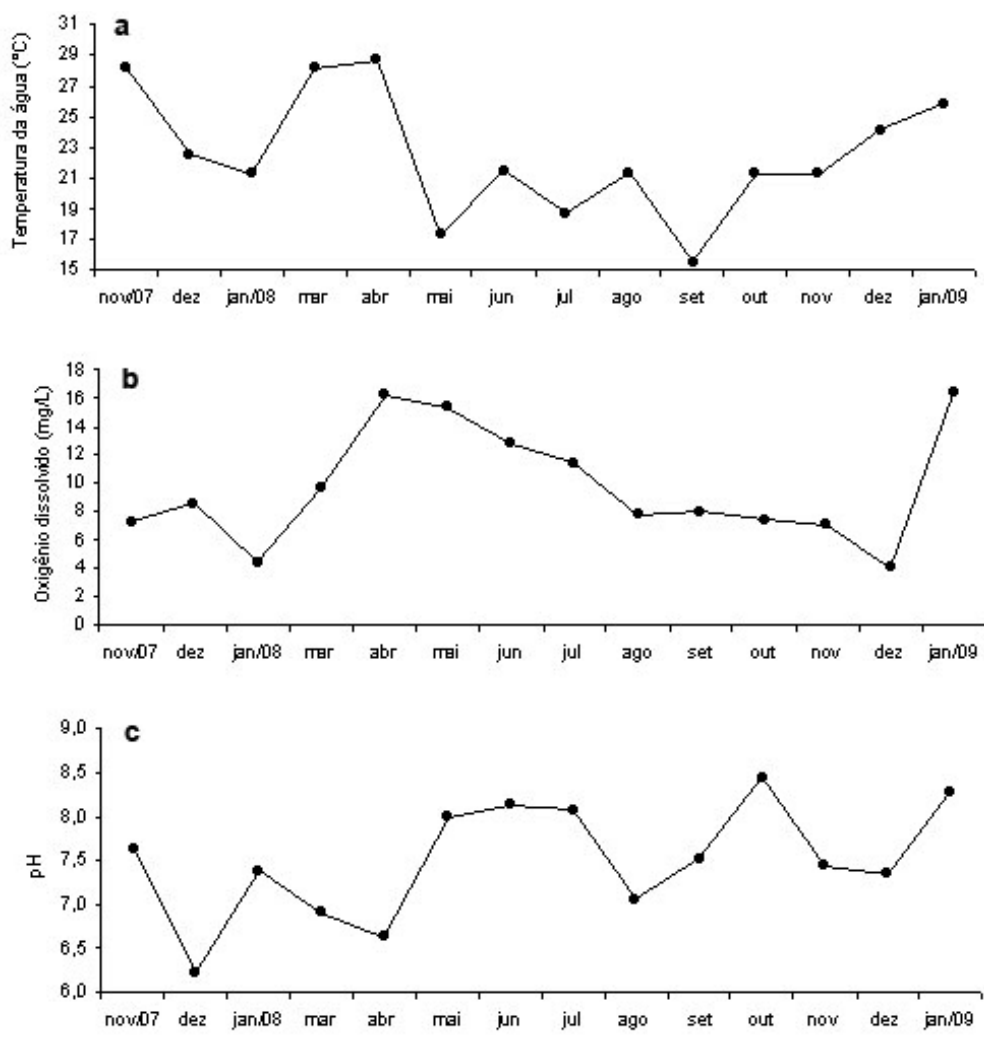 a
Temperatura da água (°C)
31
29
27
25
23
21
19
17
15
nov/07 dez jan/08 mar abr mai jun jul ago set out nov dez jan/09
b
Oxigênio dissolvido (mg/L)
18
16
14
12
10
8
6
4
2
0
nov/07 dez jan/08 mar abr mai jun jul ago set out nov dez jan/09
c
pH
9,0
8,5
8,0
7,5
7,0
6,5
6,0
nov/07 dez jan/08 mar abr mai jun jul ago set out nov dez jan/09